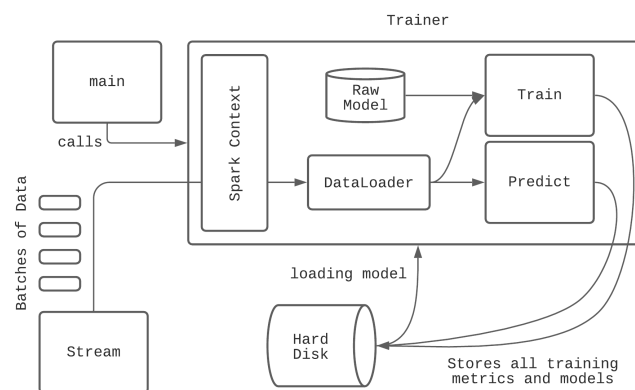 Trainer
main
calls
Spark Context
Raw
Model
Train
DataLoader
Predict
Batches of Data
loading model
Stream
Hard
Disk
Stores all training
metrics and models